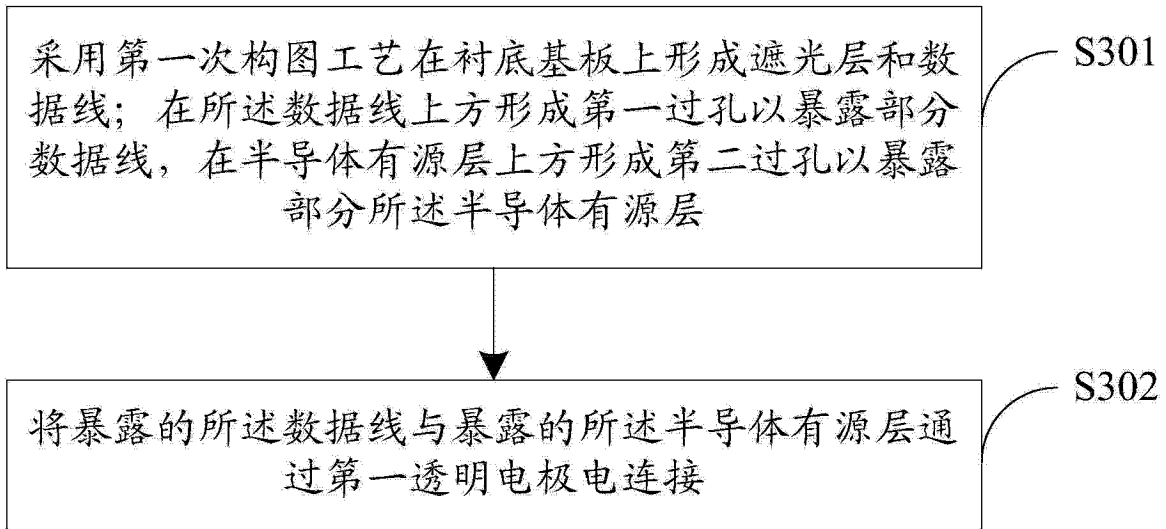 采用第一次构图工艺在衬底基板上形成遮光层和数
据线；在所述数据线上方形成第一过孔以暴露部分
数据线，在半导体有源层上方形成第二过孔以暴露
部分所述半导体有源层
S301
将暴露的所述数据线与暴露的所述半导体有源层通
过第一透明电极电连接
S302